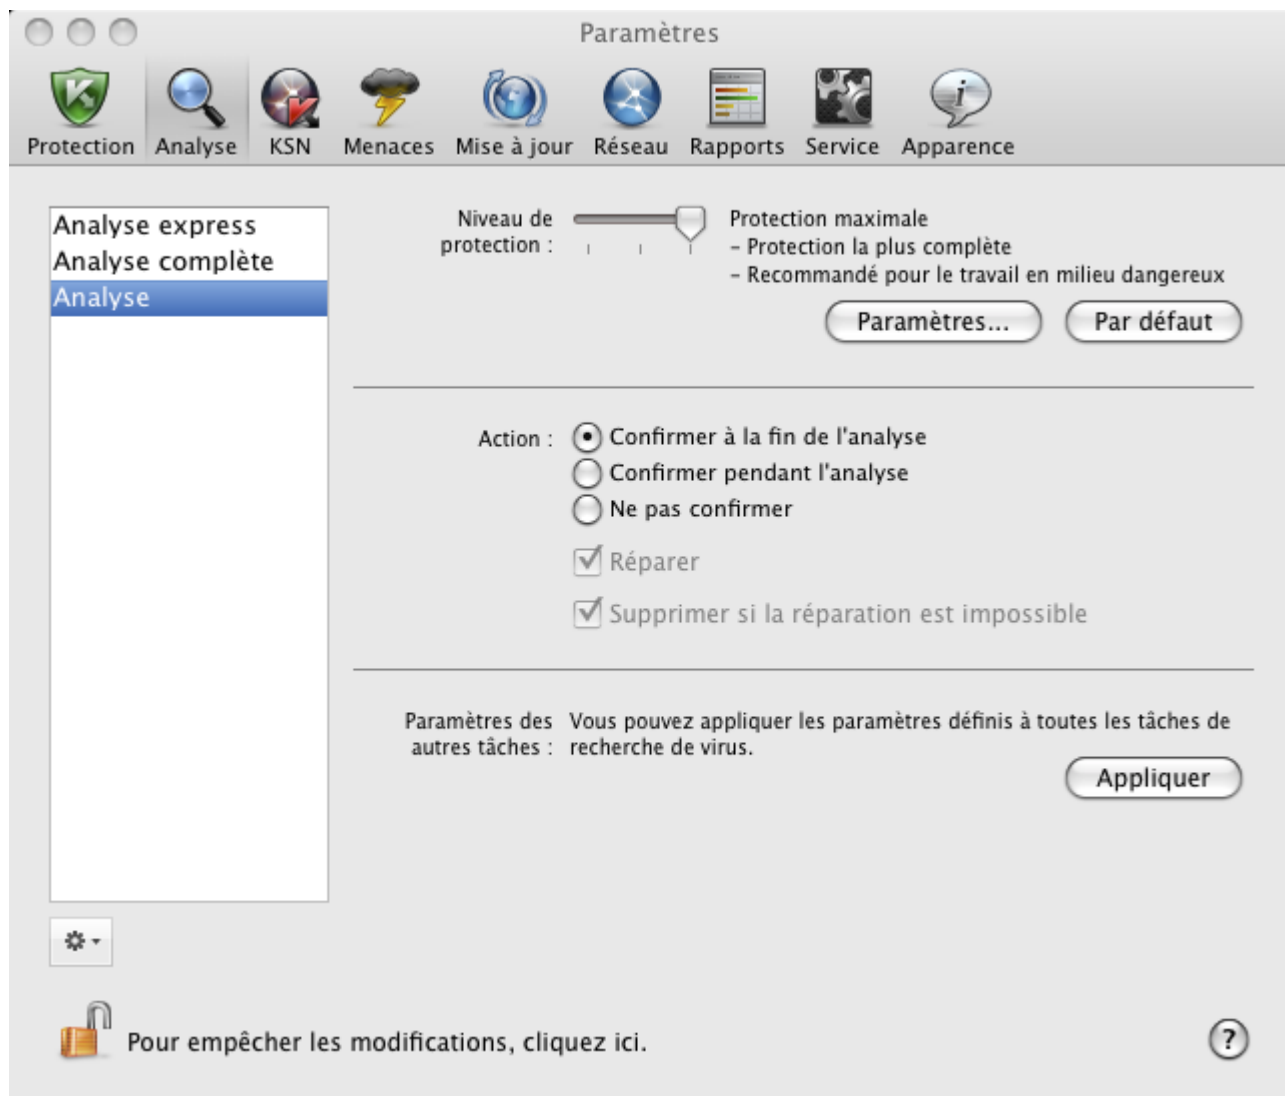 Paramètres
Protection Analyse KSN Menaces Mise à jour Réseau Rapports Service Apparence
Analyse express
Analyse complète
Analyse
Niveau de
protection :
Protection maximale
– Protection la plus complète
– Recommandé pour le travail en milieu dangereux
Paramètres... Par défaut
Action : Confirmer à la fin de l'analyse
Confirmer pendant l'analyse
Ne pas confirmer
Réparer
Supprimer si la réparation est impossible
Paramètres des
autres tâches :
Vous pouvez appliquer les paramètres définis à toutes les tâches de
recherche de virus.
Appliquer
Pour empêcher les modifications, cliquez ici.
?